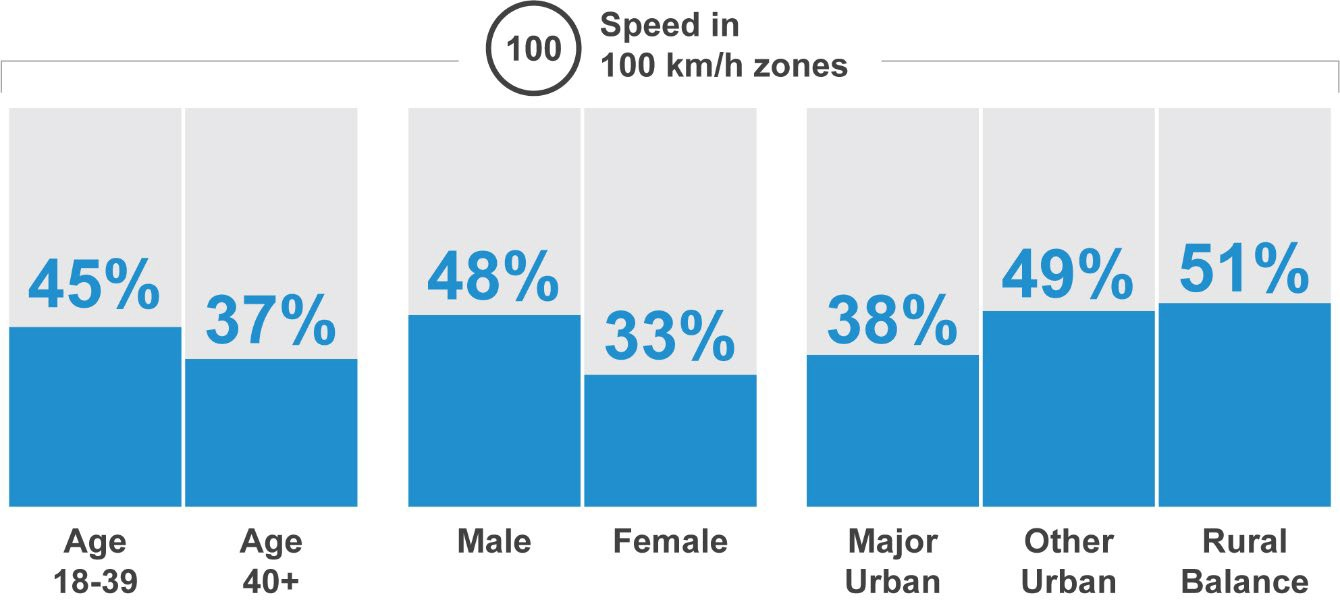 100
Speed in
100 km/h zones
45%
37%
48%
33%
38%
49%
51%
Age
18-39
Age
40+
Male
Female
Major
Urban
Other
Urban
Rural
Balance